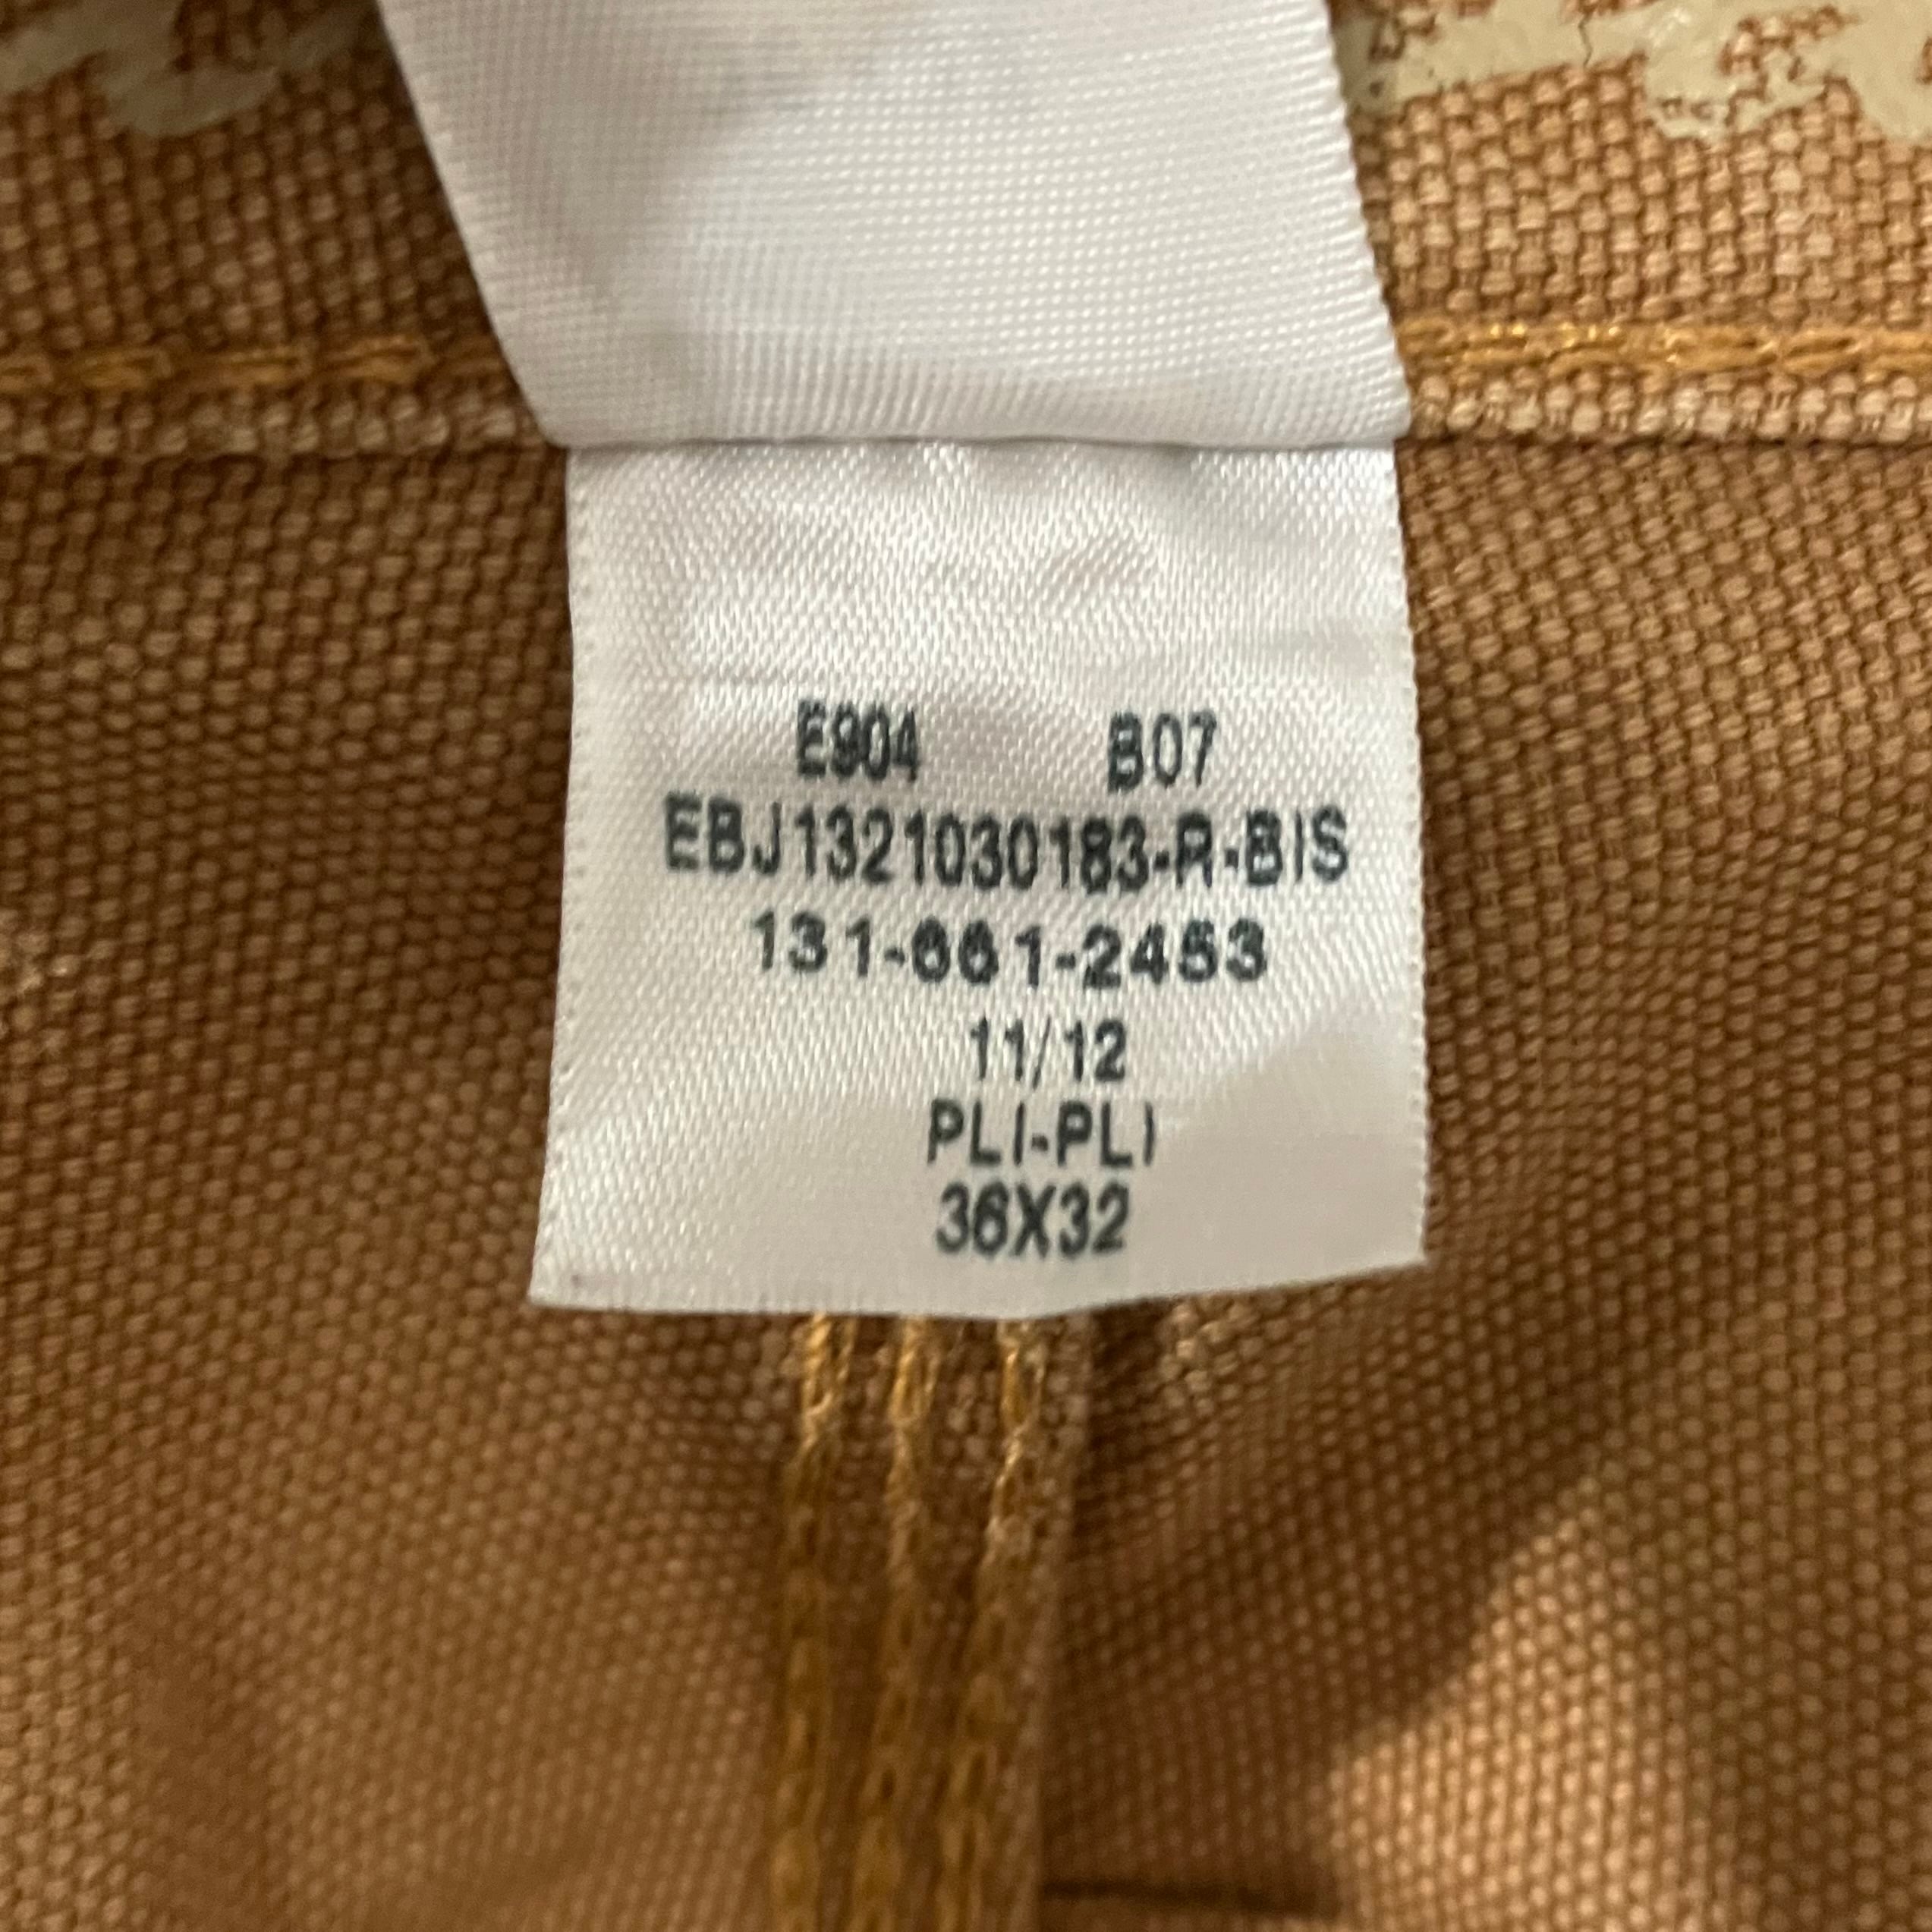 E904 B07
EBJ1321030183-R-BIS
131-661-2453
11/12
PLI-PLI
36X32